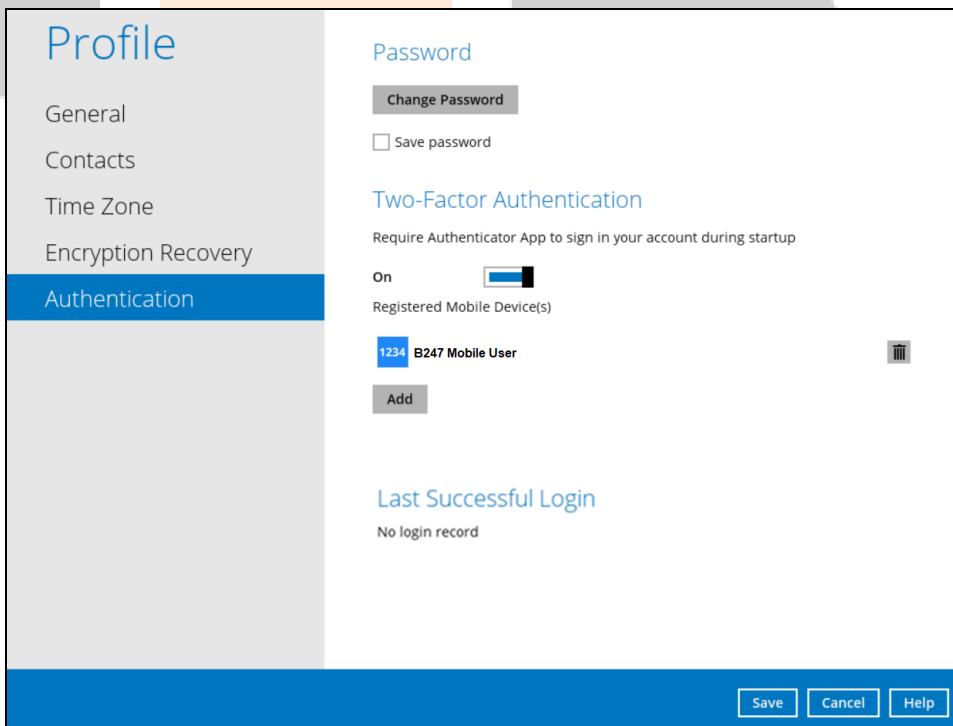 Profile
General
Contacts
Time Zone
Encryption Recovery
Authentication
Password
Change Password
Save password
Two-Factor Authentication
Require Authenticator App to sign in your account during startup
On
Registered Mobile Device(s)
1234 B247 Mobile User
Add
Last Successful Login
No login record
Save Cancel Help